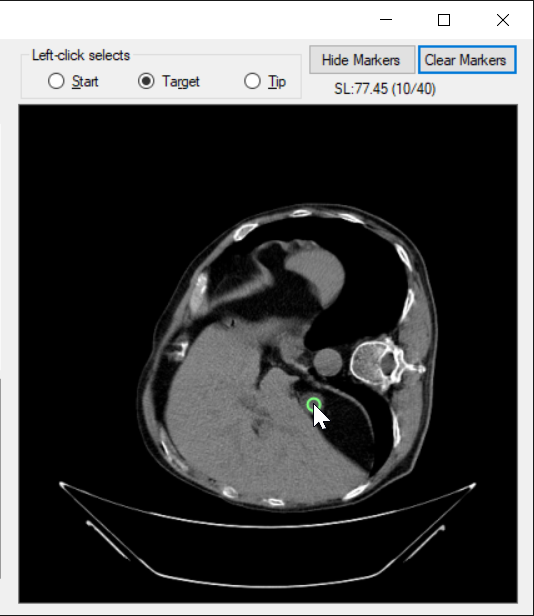 Left-click selects
Start Target Tip
Hide Markers Clear Markers
SL:77.45 (10/40)